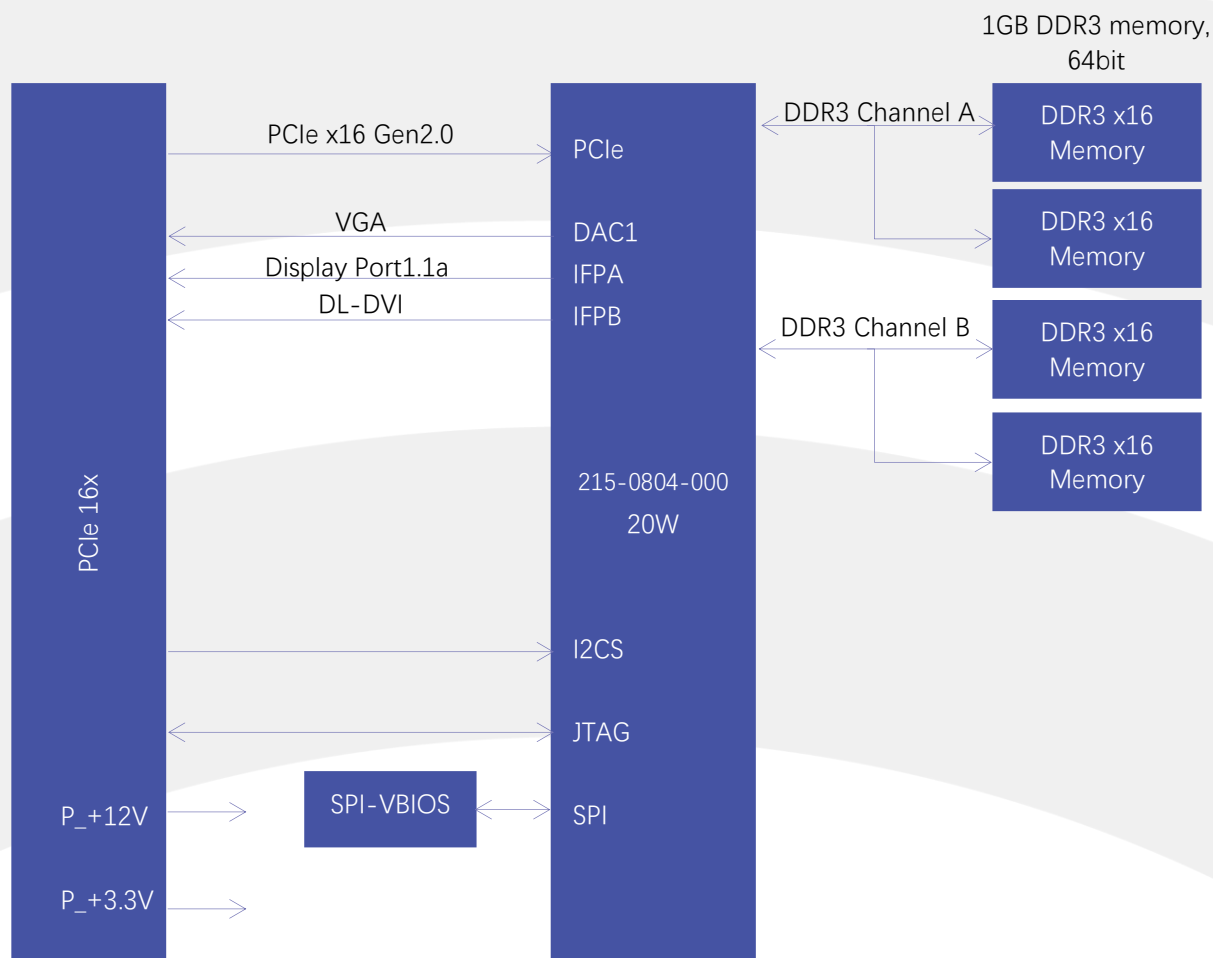 1GB DDR3 memory,
64bit
PCIe x16 Gen2.0
PCIe
DDR3 Channel A
DDR3 x16
Memory
VGA
DAC1
DDR3 x16
Memory
Display Port1.1a
IFPA
DL-DVI
IFPB
DDR3 Channel B
DDR3 x16
Memory
DDR3 x16
Memory
PCIe 16x
215-0804-000
20W
I2CS
JTAG
P_+12V
SPI-VBIOS
SPI
P_+3.3V